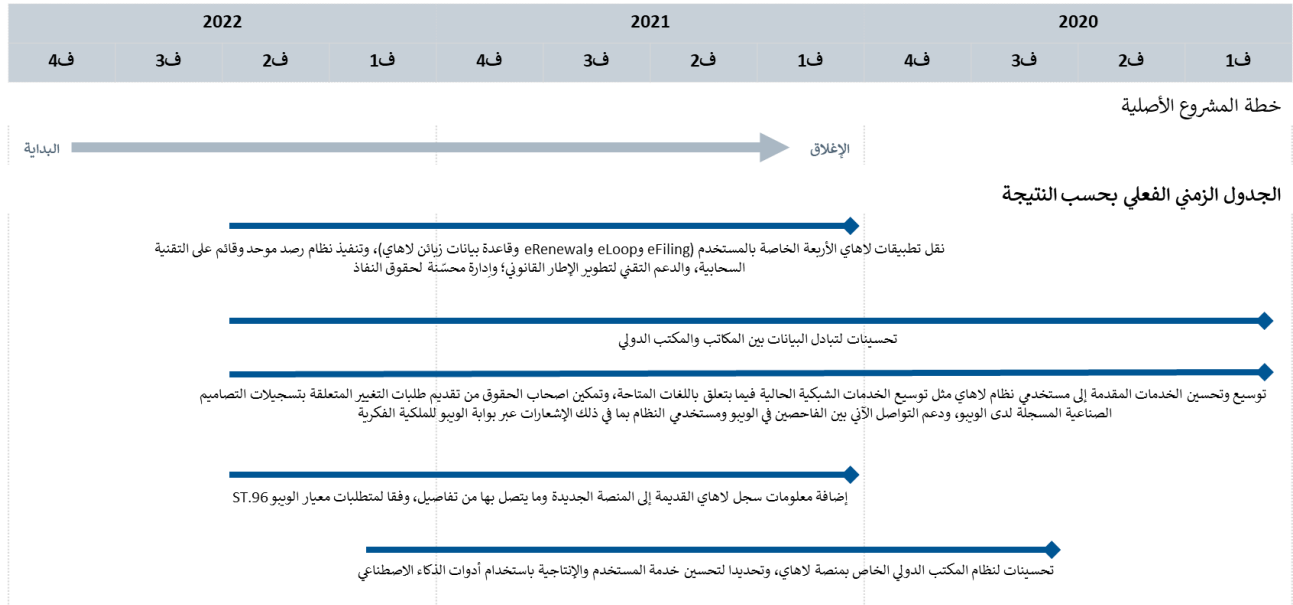 2020 2021 2022
ف1 ف2 ف3 ف4 ف1 ف2 ف3 ف4 ف1 ف2 ف3 ف4
خطة المشروع الأصلية
الإغلاق البداية
الجدول الزمني الفعلي بحسب النتيجة
نقل تطبيقات لاهاي الأربعة الخاصة بالمستخدم (eFiling وeLoop وeRenewal وقاعدة بيانات زبائن لاهاي)، وتنفيذ نظام رصد موحد وقائم على التقنية
السحابية، والدعم التقني لتطوير الإطار القانوني؛ وإدارة محسّنة لحقوق النفاذ
تحسينات لتبادل البيانات بين المكاتب والمكتب الدولي
توسيع وتحسين الخدمات المقدمة إلى مستخدمي نظام لاهاي مثل توسيع الخدمات الشبكية الحالية فيما يتعلق باللغات المتاحة، وتمكين اصحاب الحقوق من تقديم طلبات التغيير المتعلقة بتسجيلات التصاميم
الصناعية المسجلة لدى الويبو، ودعم التواصل الآني بين الفاحصين في الويبو ومستخدمي النظام بما في ذلك الإشعارات عبر بوابة الويبو للملكية الفكرية
إضافة معلومات سجل لاهاي القديمة إلى المنصة الجديدة وما يتصل بها من تفاصيل، وفقا لمتطلبات معيار الويبو ST.96
تحسينات لنظام المكتب الدولي الخاص بمنصة لاهاي، وتحديدا لتحسين خدمة المستخدم والإنتاجية باستخدام أدوات الذكاء الاصطناعي